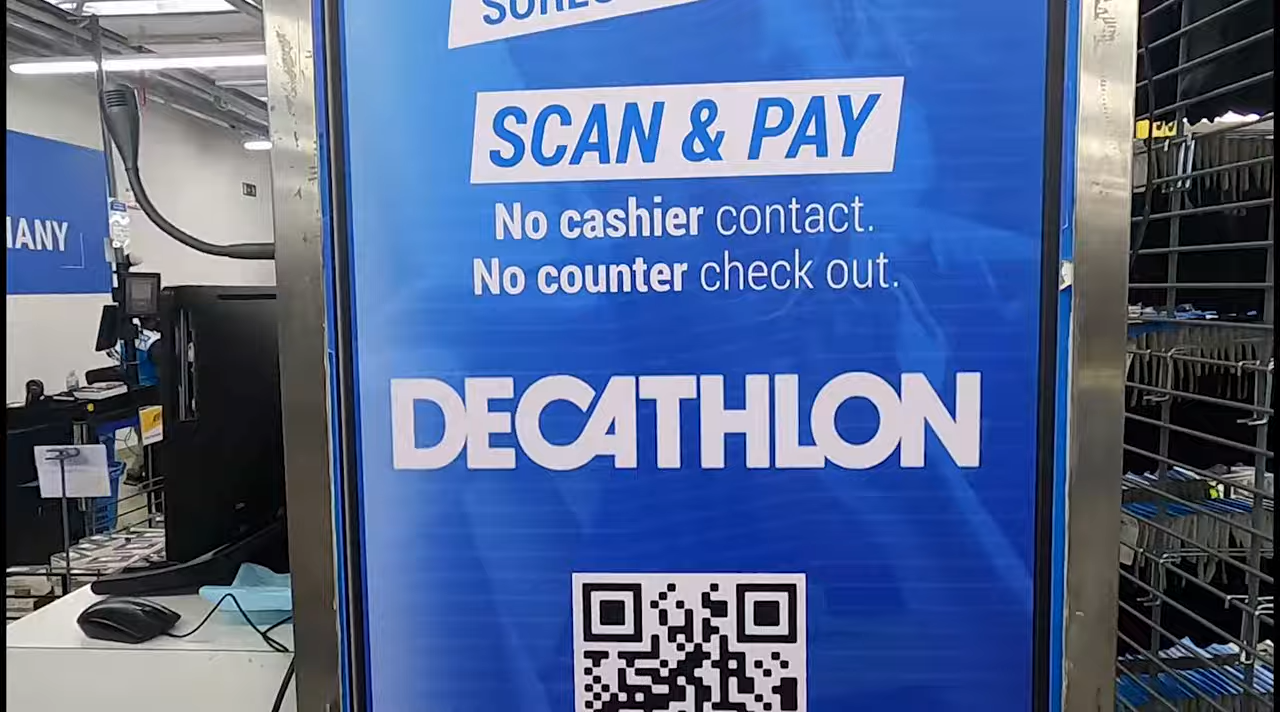 SCAN & PAY
No cashier contact.
No counter check out.
DECATHLON